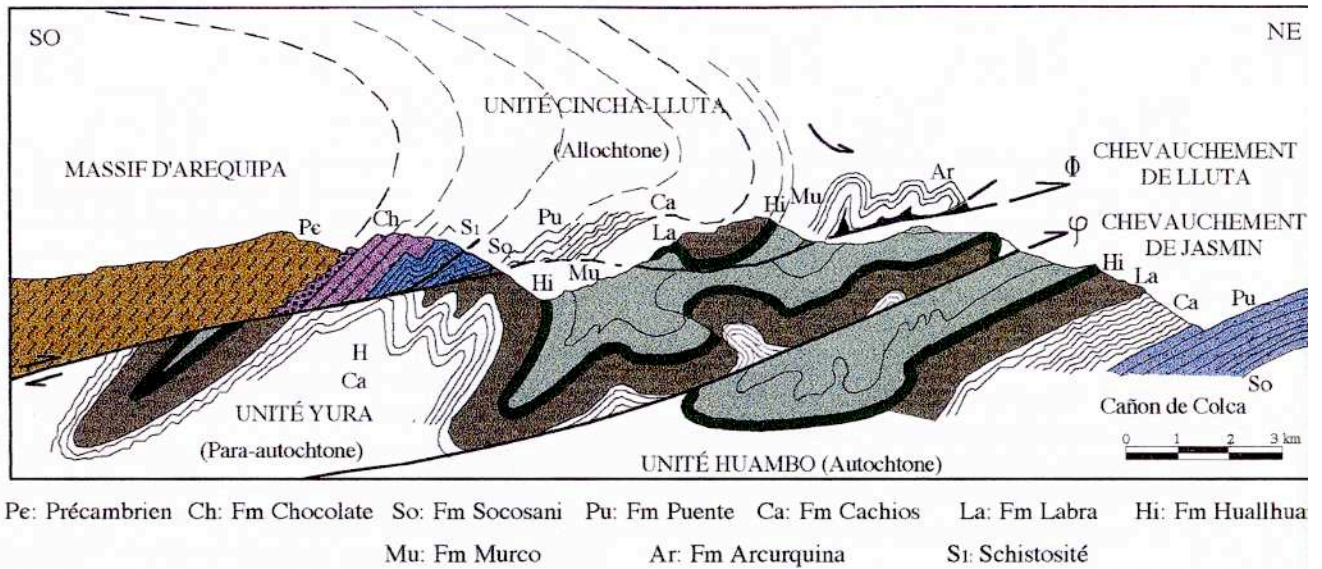 SO
NE
UNITÉ CINCHA-LLUTA
(Allochtone)
MASSIF D'AREQUIPA
Ar
Φ CHEVAUCHEMENT
DE LLUTA
φ CHEVAUCHEMENT
DE JASMIN
Pє
Ch
S1
So
Pu
Ca
La
Hi
Mu
Mu
Hi
Hi
La
Ca
Pu
So
H
Ca
UNITÉ YURA
(Para-autochtone)
Cañon de Colca
0 1 2 3 km
UNITÉ HUAMBO (Autochtone)
Pє: Précambrien Ch: Fm Chocolate So: Fm Socosani Pu: Fm Puente Ca: Fm Cachios La: Fm Labra Hi: Fm Huallhua
Mu: Fm Murco Ar: Fm Arcurquina S1: Schistosité